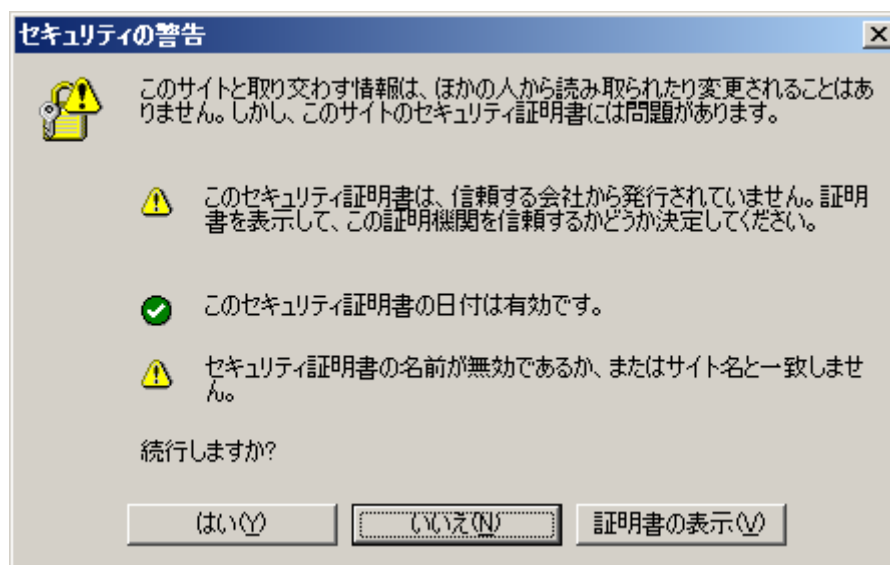 セキュリティの警告
このサイトと取り交わす情報は、ほかの人から読み取られたり変更されることはあ
りません。しかし、このサイトのセキュリティ証明書には問題があります。
このセキュリティ証明書は、信頼する会社から発行されていません。証明
書を表示して、この証明機関を信頼するかどうか決定してください。
このセキュリティ証明書の日付は有効です。
セキュリティ証明書の名前が無効であるか、またはサイト名と一致しませ
ん。
続行しますか?
はい(Y) いいえ(N) 証明書の表示(V)